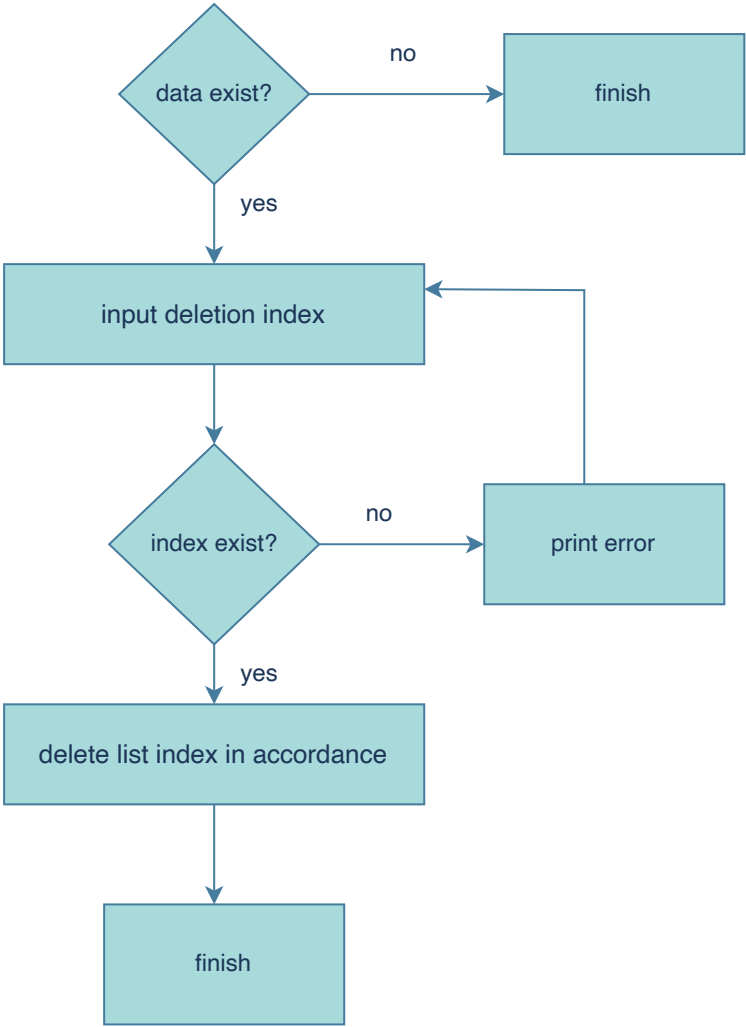 no
data exist?
finish
yes
input deletion index
no
index exist?
print error
yes
delete list index in accordance
finish